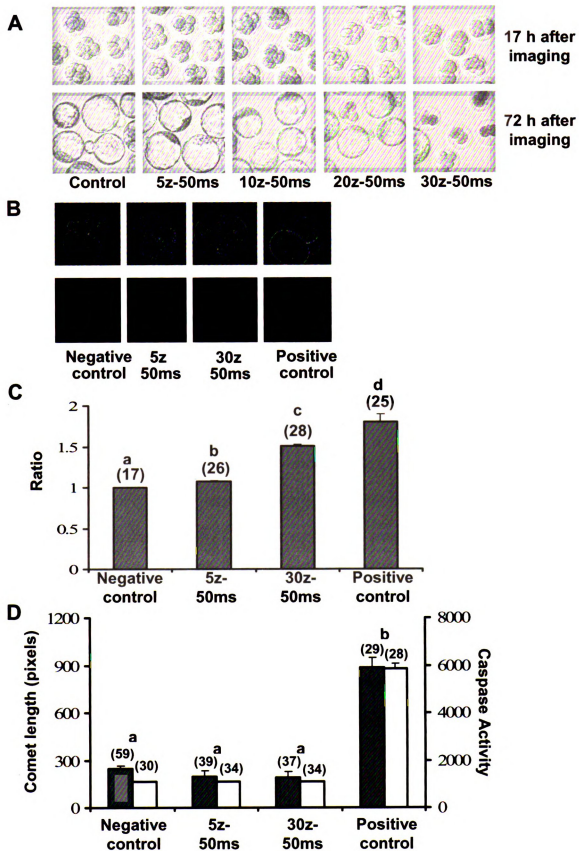 A
17 h after
imaging
72 h after
imaging
Control 5z-50ms 10z-50ms 20z-50ms 30z-50ms
B
Negative
control
5z
50ms
30z
50ms
Positive
control
C
Ratio
2
1.5
1
0.5
0
a
(17)
b
(26)
c
(28)
d
(25)
Negative
control
5z-
50ms
30z-
50ms
Positive
control
D
Comet length (pixels)
1200
900
600
300
0
a
(59) (30)
a
(39) (34)
a
(37) (34)
b
(29) (28)
8000
6000
4000
2000
0
Caspase Activity
Negative
control
5z-
50ms
30z-
50ms
Positive
control